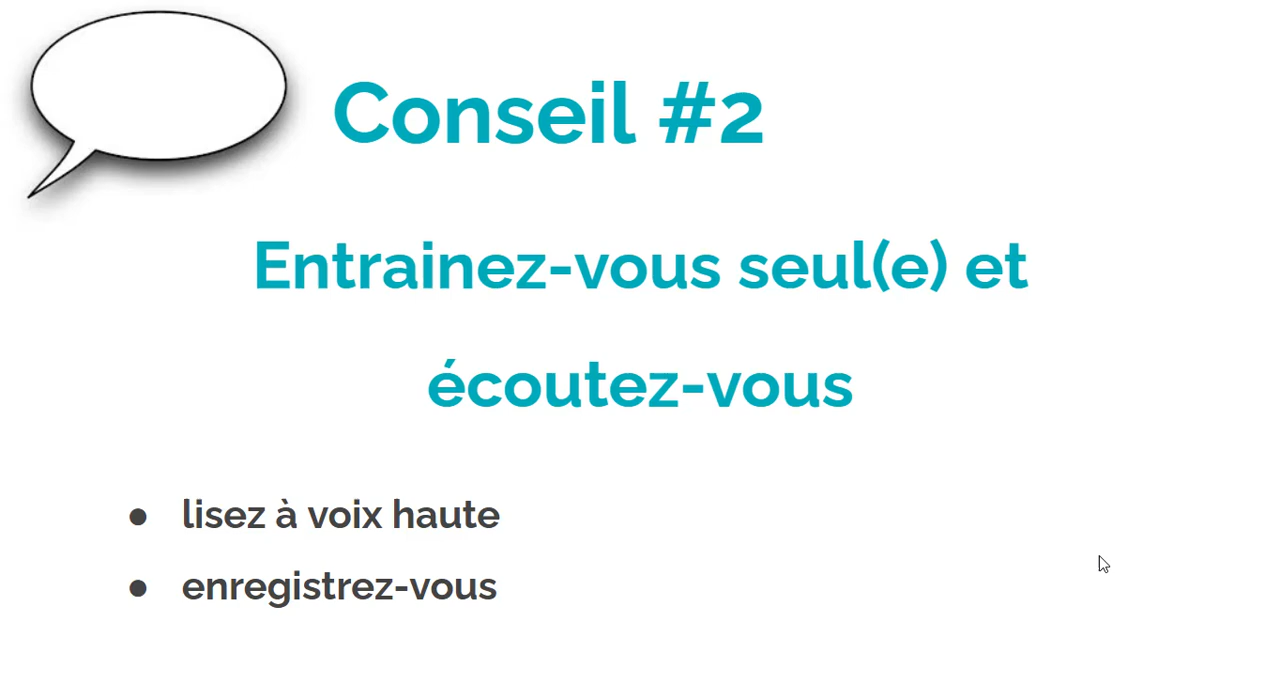 Conseil #2
Entrainez-vous seul(e) et
écoutez-vous
● lisez à voix haute
● enregistrez-vous